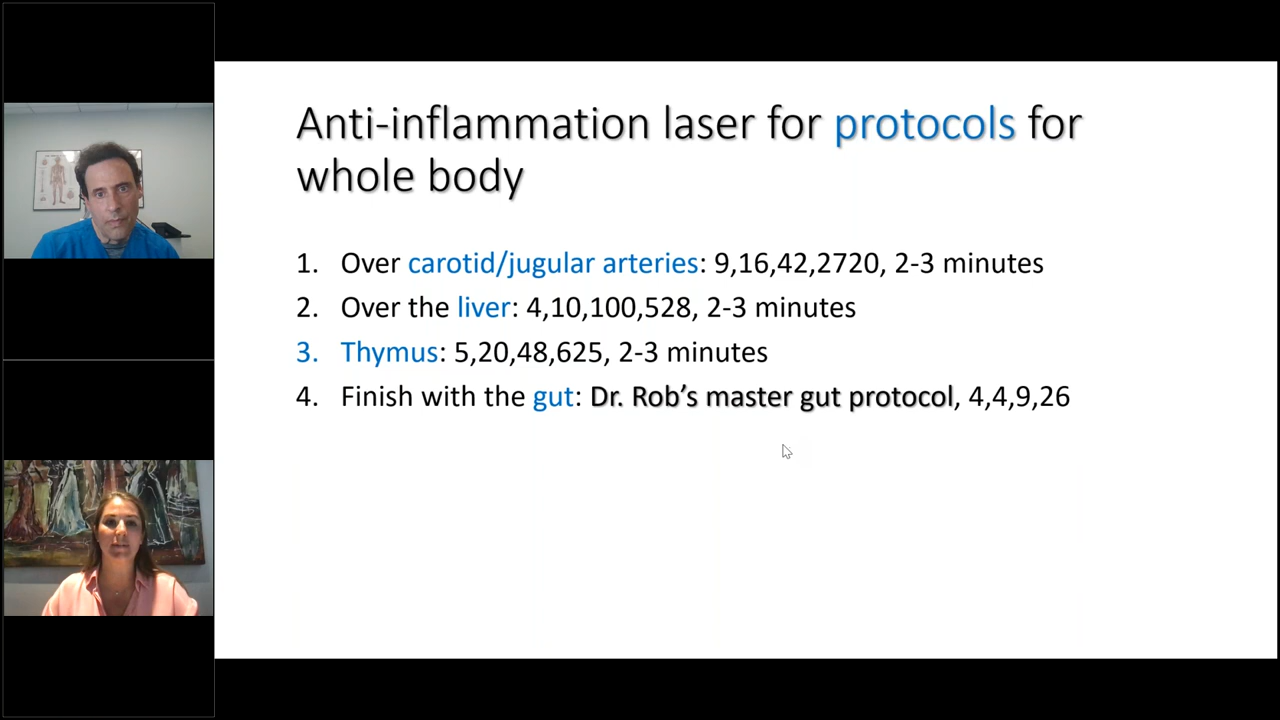 Anti-inflammation laser for protocols for
whole body
1. Over carotid/jugular arteries: 9,16,42,2720, 2-3 minutes
2. Over the liver: 4,10,100,528, 2-3 minutes
3. Thymus: 5,20,48,625, 2-3 minutes
4. Finish with the gut: Dr. Rob’s master gut protocol, 4,4,9,26